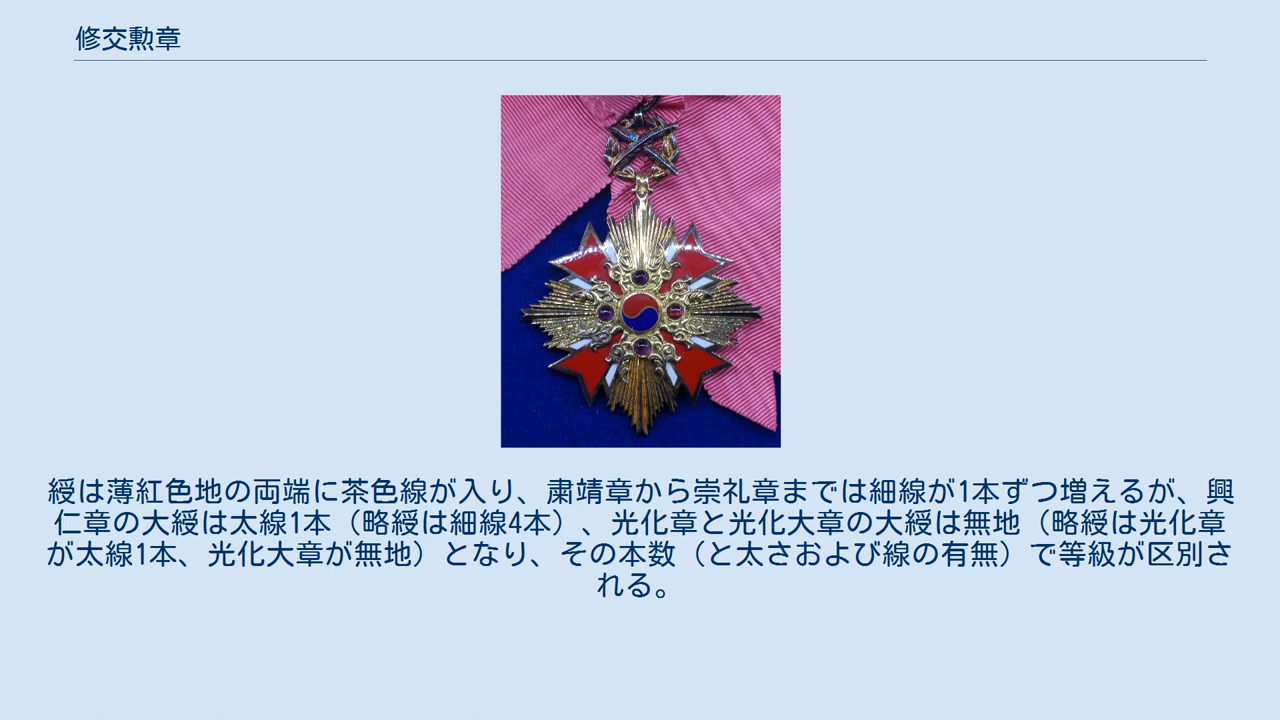 修交勲章
綬は薄紅色地の両端に茶色線が入り、粛靖章から崇礼章までは細線が1本ずつ増えるが、興
仁章の大綬は太線1本（略綬は細線4本）、光化章と光化大章の大綬は無地（略綬は光化章
が太線1本、光化大章が無地）となり、その本数（と太さおよび線の有無）で等級が区別さ
れる。